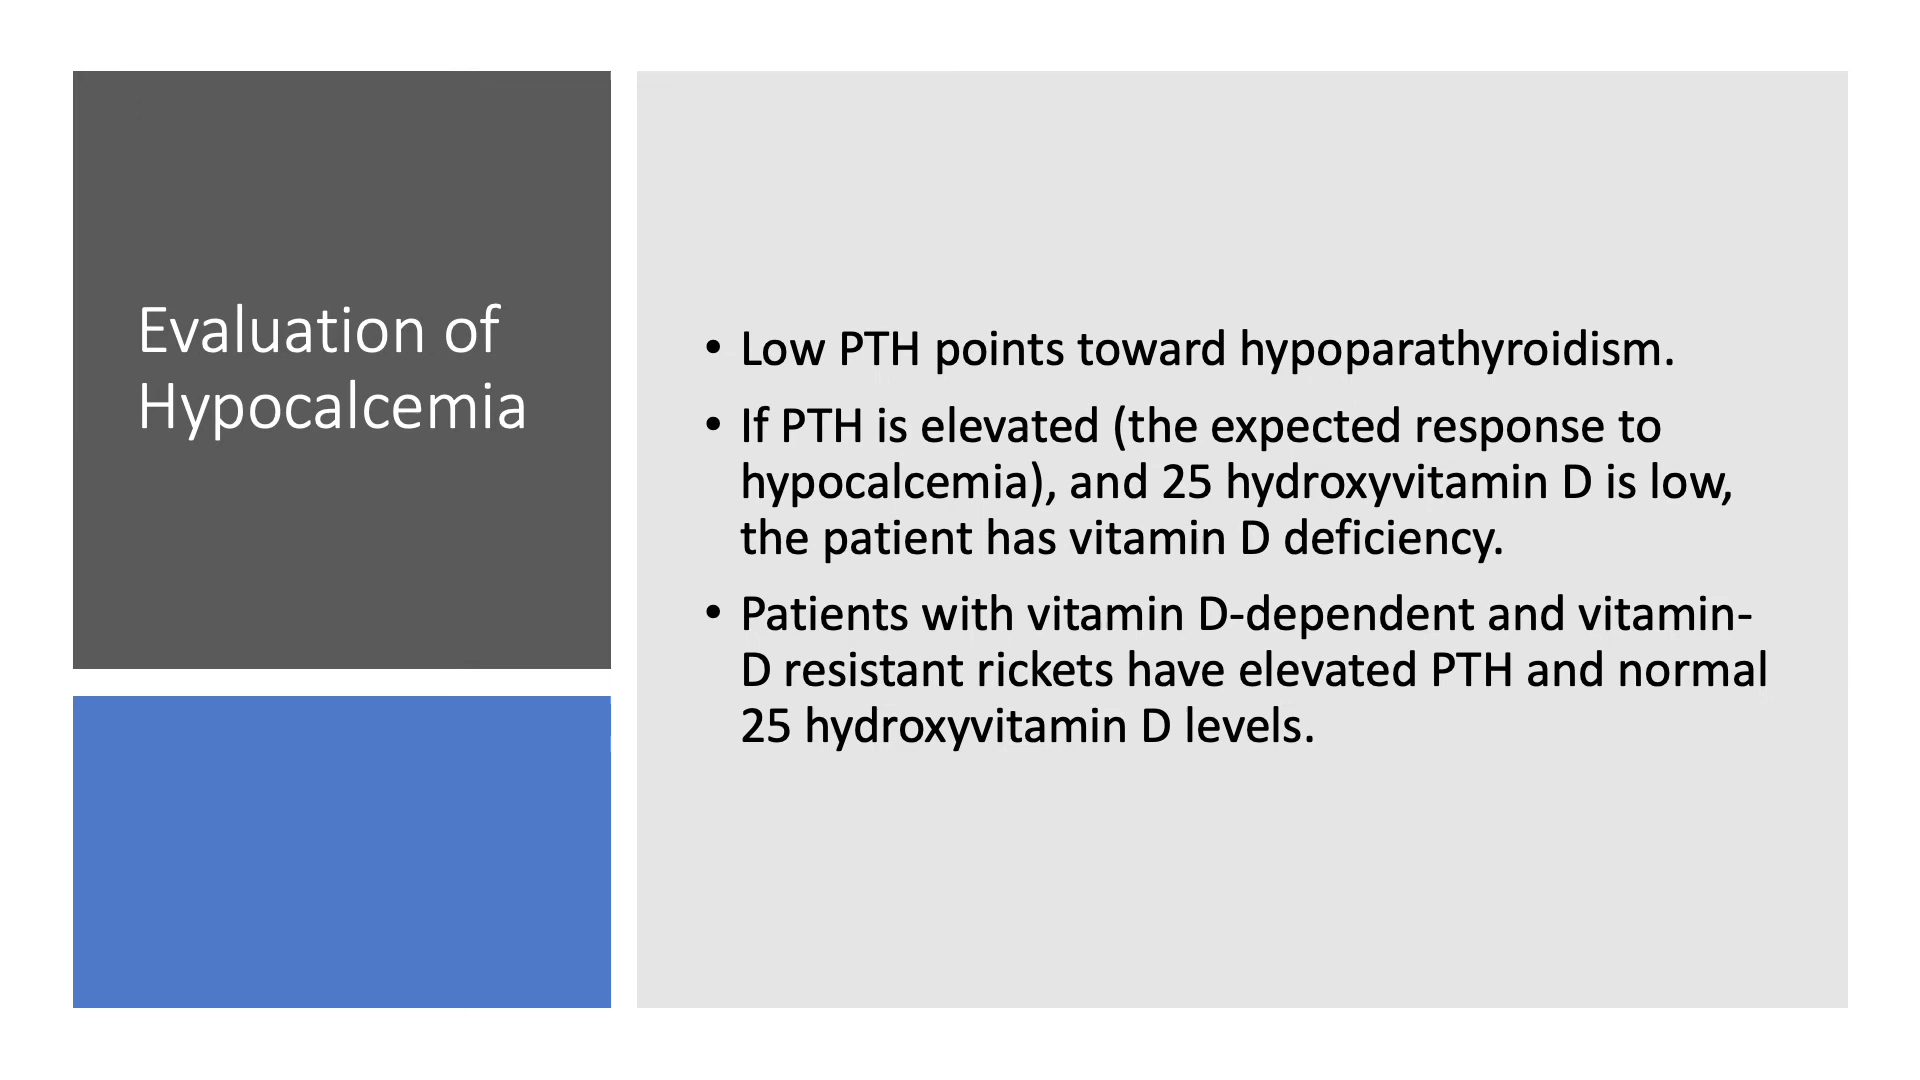 Evaluation of
Hypocalcemia
• Low PTH points toward hypoparathyroidism.
• If PTH is elevated (the expected response to
hypocalcemia), and 25 hydroxyvitamin D is low,
the patient has vitamin D deficiency.
• Patients with vitamin D-dependent and vitamin-
D resistant rickets have elevated PTH and normal
25 hydroxyvitamin D levels.